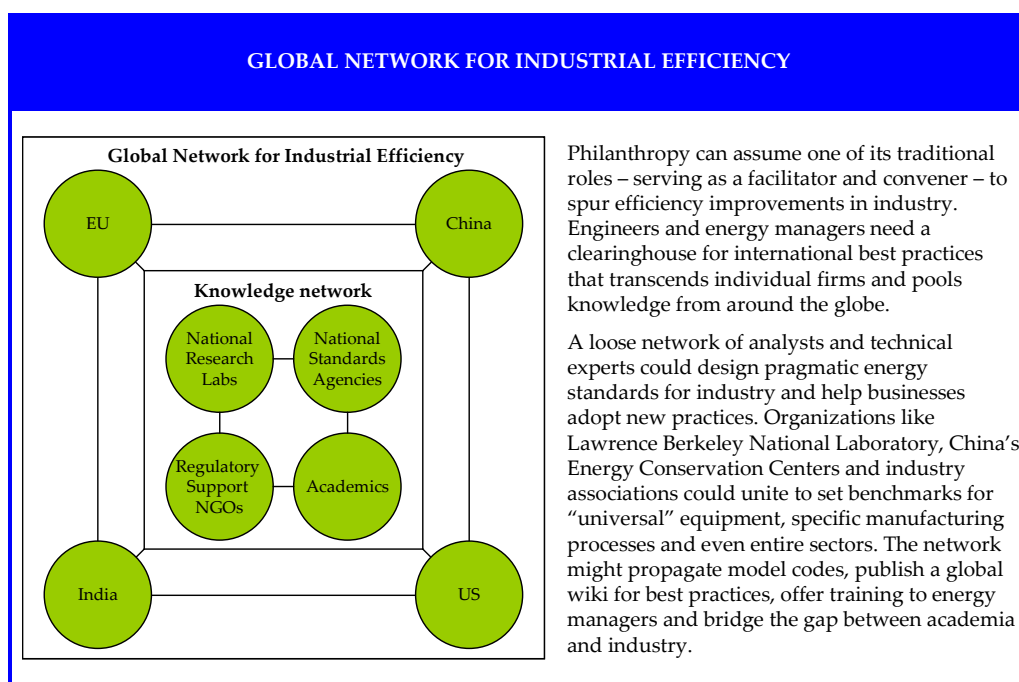 GLOBAL NETWORK FOR INDUSTRIAL EFFICIENCY
Global Network for Industrial Efficiency
EU
China
Knowledge network
National
Research
Labs
National
Standards
Agencies
Regulatory
Support
NGOs
Academics
India
US
Philanthropy can assume one of its traditional
roles – serving as a facilitator and convener – to
spur efficiency improvements in industry.
Engineers and energy managers need a
clearinghouse for international best practices
that transcends individual firms and pools
knowledge from around the globe.
A loose network of analysts and technical
experts could design pragmatic energy
standards for industry and help businesses
adopt new practices. Organizations like
Lawrence Berkeley National Laboratory, China’s
Energy Conservation Centers and industry
associations could unite to set benchmarks for
“universal” equipment, specific manufacturing
processes and even entire sectors. The network
might propagate model codes, publish a global
wiki for best practices, offer training to energy
managers and bridge the gap between academia
and industry.